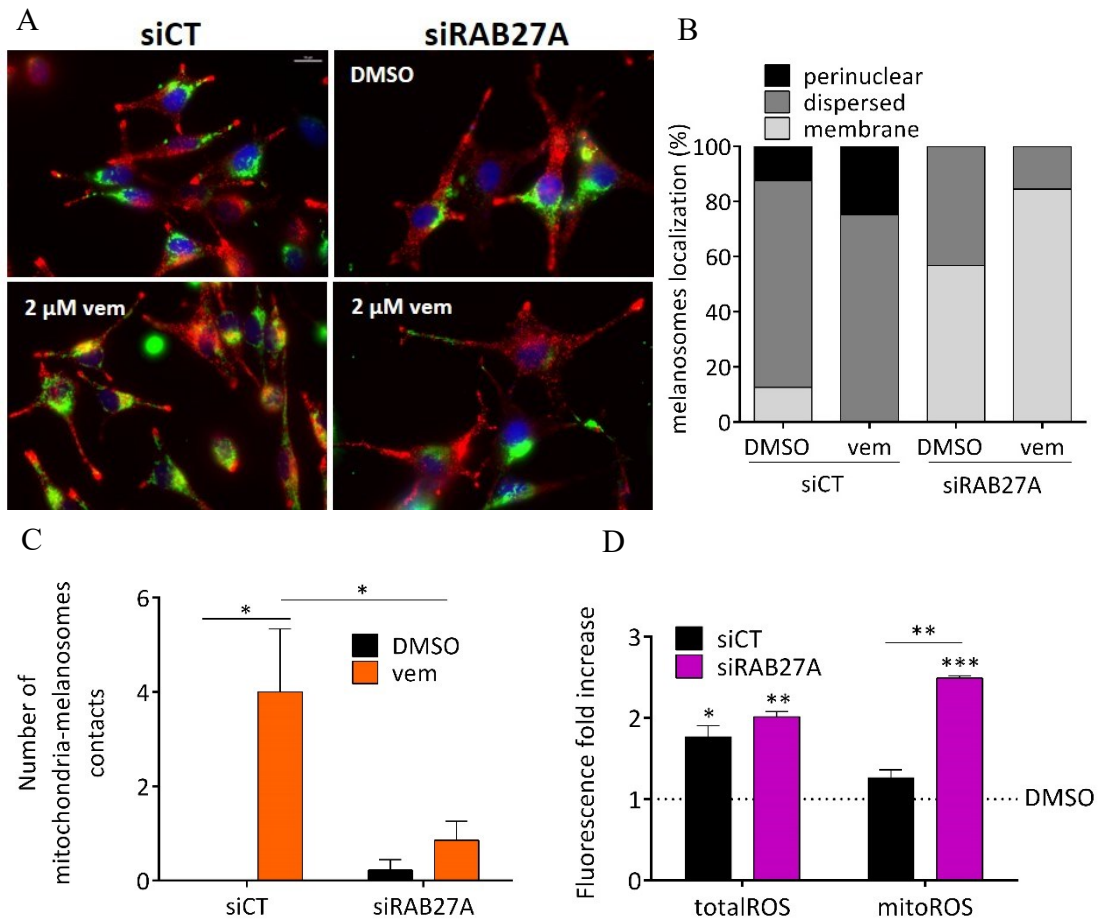 A
siCT
siRAB27A
DMSO
2 µM vem
2 µM vem
B
perinuclear
dispersed
membrane
melanosomes localization (%)
100
80
60
40
20
0
DMSO
vem
DMSO
vem
siCT
siRAB27A
C
Number of
mitochondria-melanosomes
contacts
6
4
2
0
*
*
DMSO
vem
siCT
siRAB27A
D
Fluorescence fold increase
3
2
1
0
siCT
siRAB27A
*
**
**
***
DMSO
totalROS
mitoROS